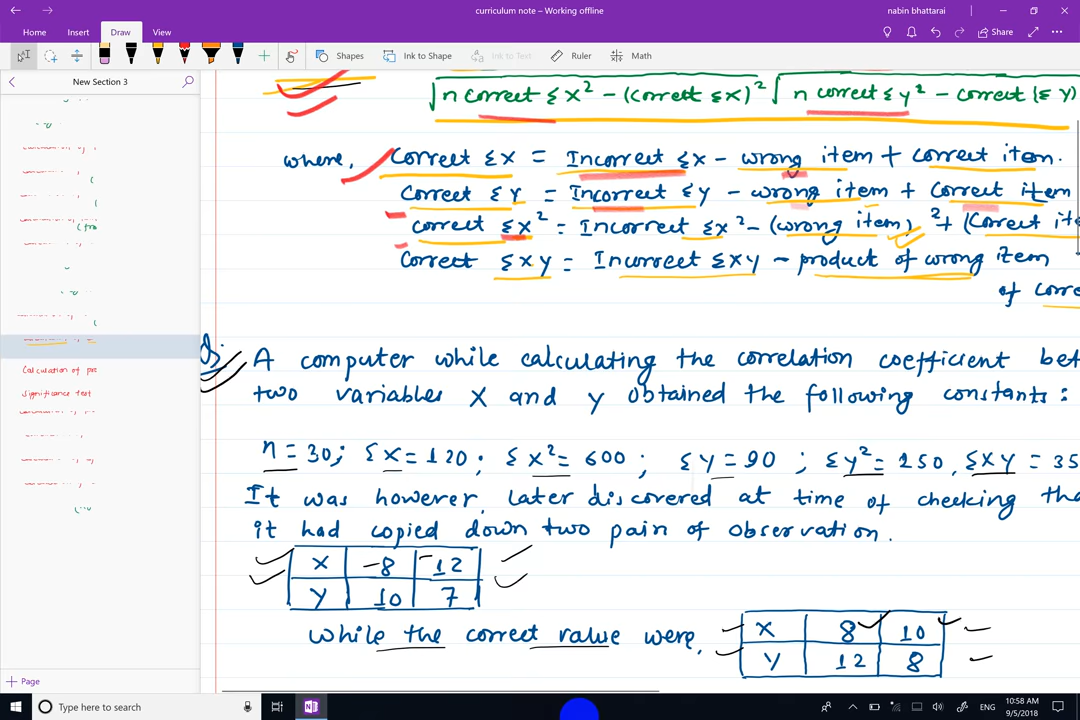 curriculum note – Working offline
nabin bhattarai
Home Insert Draw View
Share
Shapes Ink to Shape Ink to Text Ruler Math
New Section 3
√n correct ΣX² – (correct ΣX)² √n correct Σy² – correct (Σy)
where, Correct ΣX = Incorrect ΣX – wrong item + correct item.
Correct ΣY = Incorrect ΣY – wrong item + Correct item
correct ΣX² = Incorrect ΣX² – (wrong item)² + (Correct ite
Correct ΣXY = Incorrect ΣXY – product of wrong item
of corre
Q. A computer while calculating the correlation coefficient bet
two variables X and Y obtained the following constants:
n = 30; ΣX = 120; ΣX² = 600; ΣY = 90; ΣY² = 250, ΣXY = 35
It was however, later discovered at time of checking tha
it had copied down two pair of observation.
X –8 –12
Y 10 7
while the correct value were,
X 8 10
Y 12 8
Calculation of pr
Significance test
Page
Type here to search
ENG
10:58 AM
9/5/2018